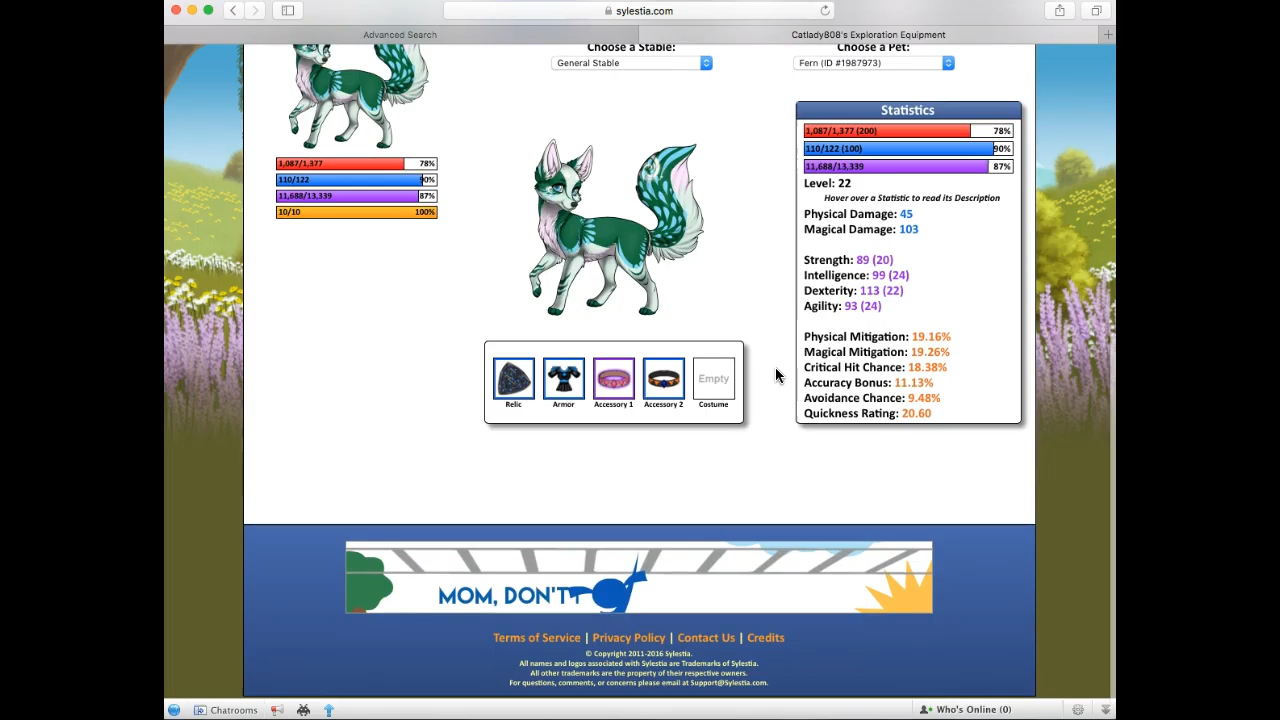 sylestia.com
Advanced Search
Catlady808's Exploration Equipment
Choose a Stable:
Choose a Pet:
General Stable
Fern (ID #1987973)
Statistics
1,087/1,377 (200) 78%
110/122 (100) 90%
11,688/13,339 87%
1,087/1,377 78%
110/122 90%
11,688/13,339 87%
10/10 100%
Level: 22
Hover over a Statistic to read its Description
Physical Damage: 45
Magical Damage: 103
Strength: 89 (20)
Intelligence: 99 (24)
Dexterity: 113 (22)
Agility: 93 (24)
Physical Mitigation: 19.16%
Magical Mitigation: 19.26%
Critical Hit Chance: 18.38%
Accuracy Bonus: 11.13%
Avoidance Chance: 9.48%
Quickness Rating: 20.60
Empty
Relic Armor Accessory 1 Accessory 2 Costume
MOM, DON'T
Terms of Service | Privacy Policy | Contact Us | Credits
© Copyright 2011-2016 Sylestia.
All names and logos associated with Sylestia are Trademarks of Sylestia.
All other trademarks are the property of their respective owners.
For questions, comments, or concerns please email at Support@Sylestia.com.
Chatrooms
Who's Online (0)